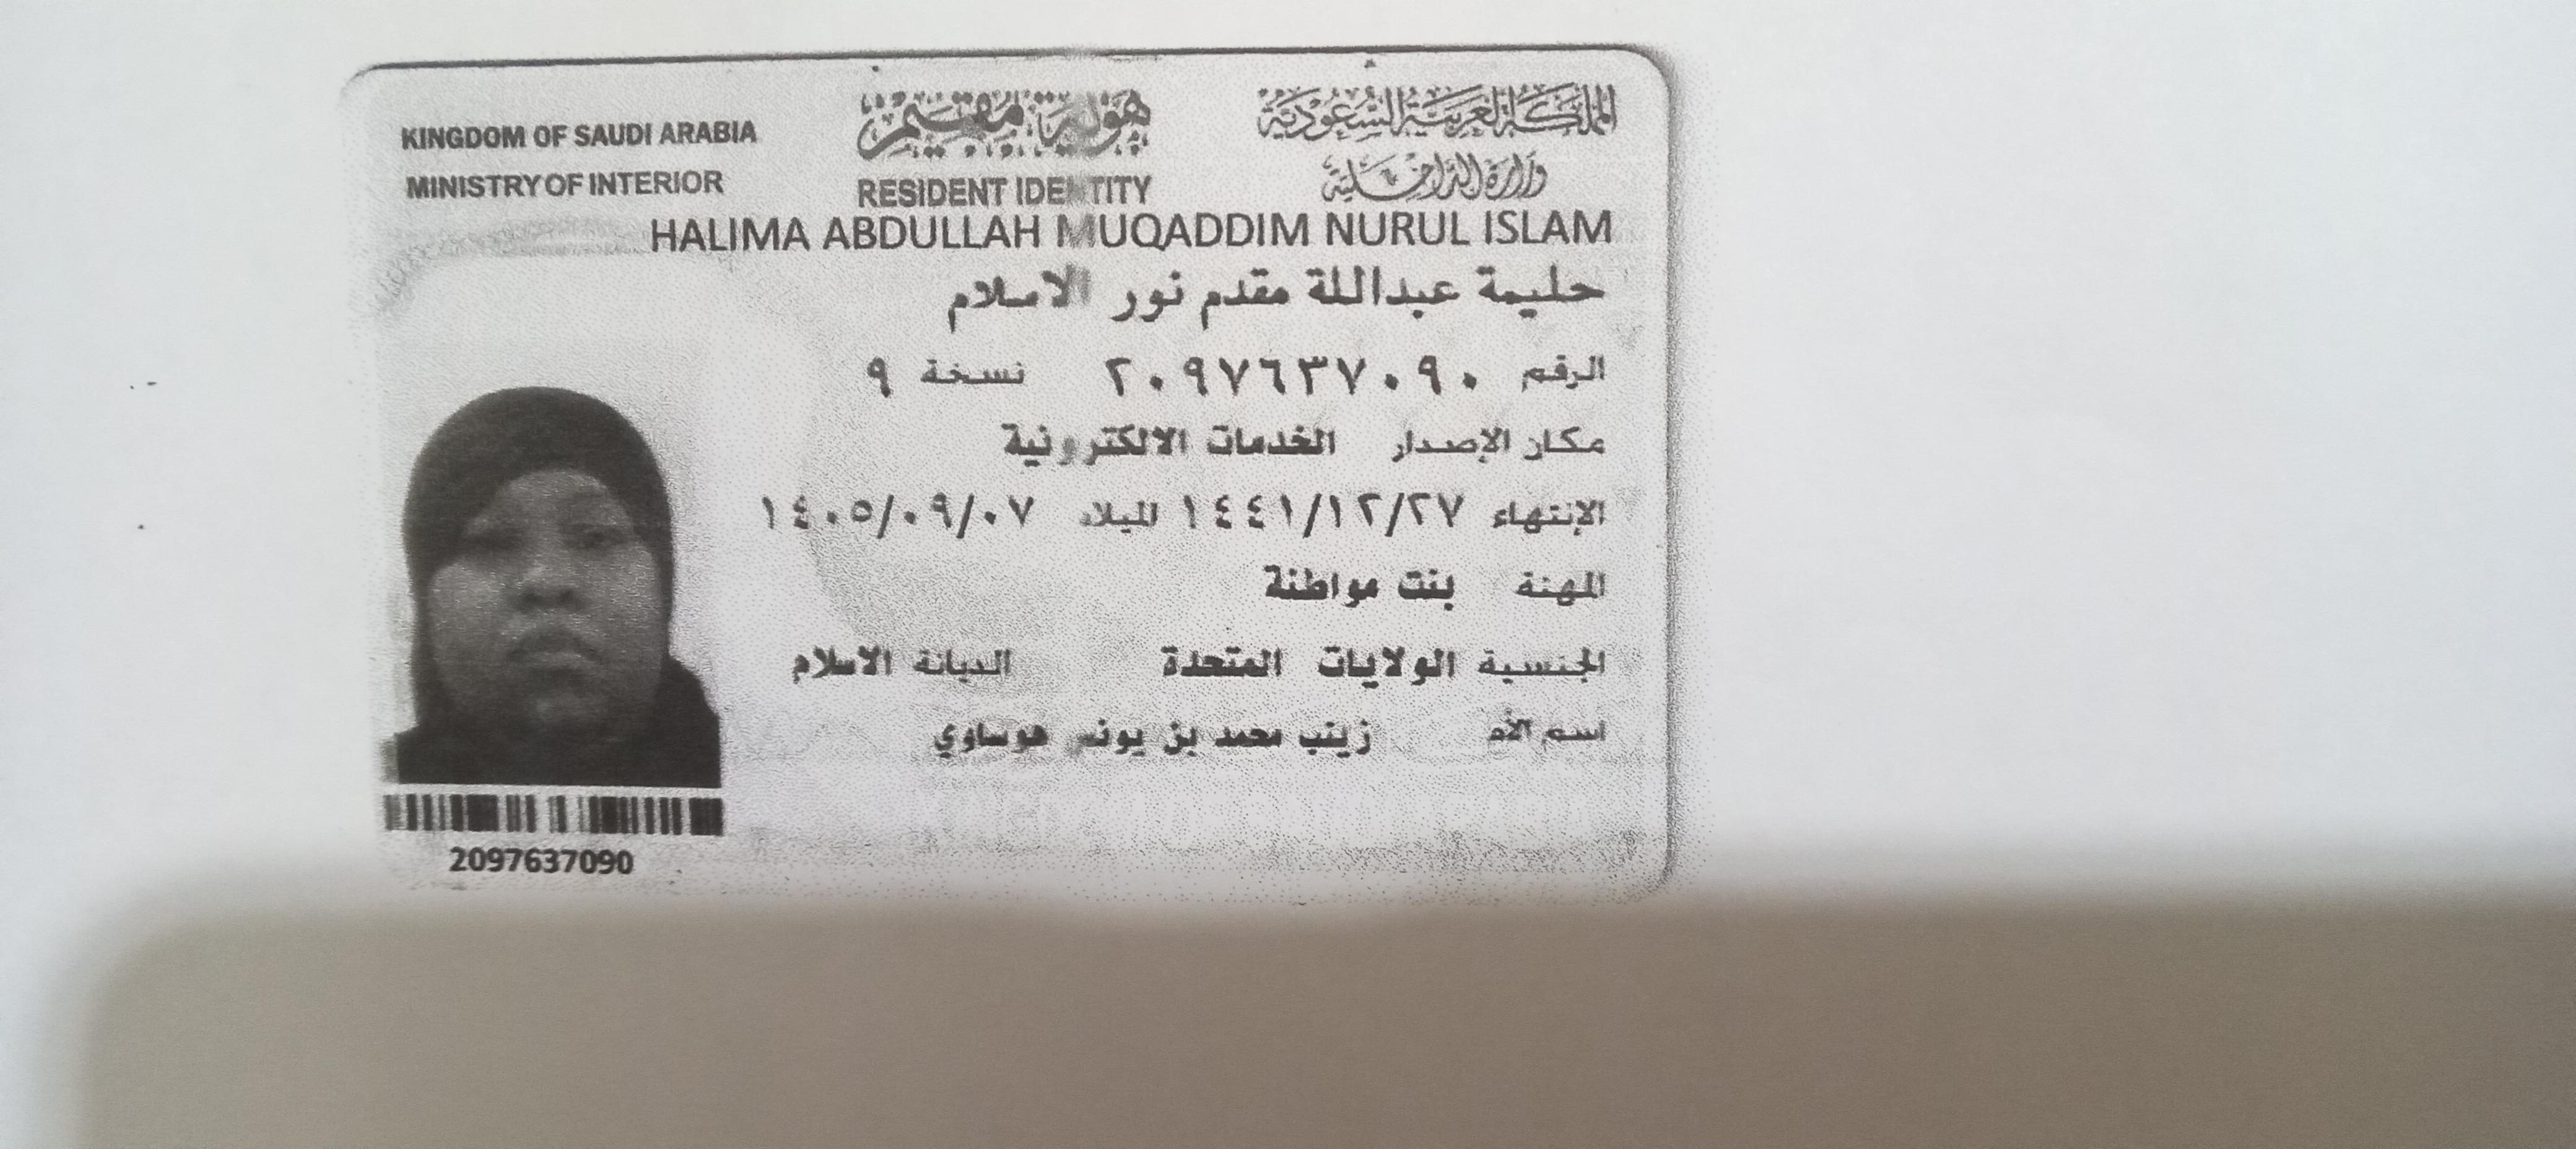 KINGDOM OF SAUDI ARABIA
MINISTRY OF INTERIOR
هوية مقيم
RESIDENT IDENTITY
المملكة العربية السعودية
وزارة الداخلية
HALIMA ABDULLAH MUQADDIM NURUL ISLAM
حليمة عبداللة مقدم نور الاسلام
الرقم ٢٠٩٧٦٣٧٠٩٠ نسخة ٩
مكان الإصدار الخدمات الالكترونية
الإنتهاء ١٤٤١/١٢/٢٧ الميلاد ١٤٠٥/٠٩/٠٧
المهنة بنت مواطنة
الجنسية الولايات المتحدة الديانة الاسلام
اسم الأم زينب محمد بن يونس هوساوي
2097637090